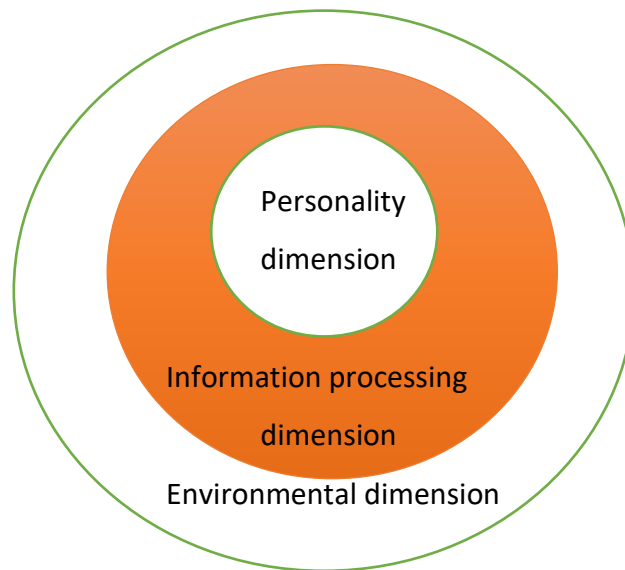 Personality
dimension
Information processing
dimension
Environmental dimension